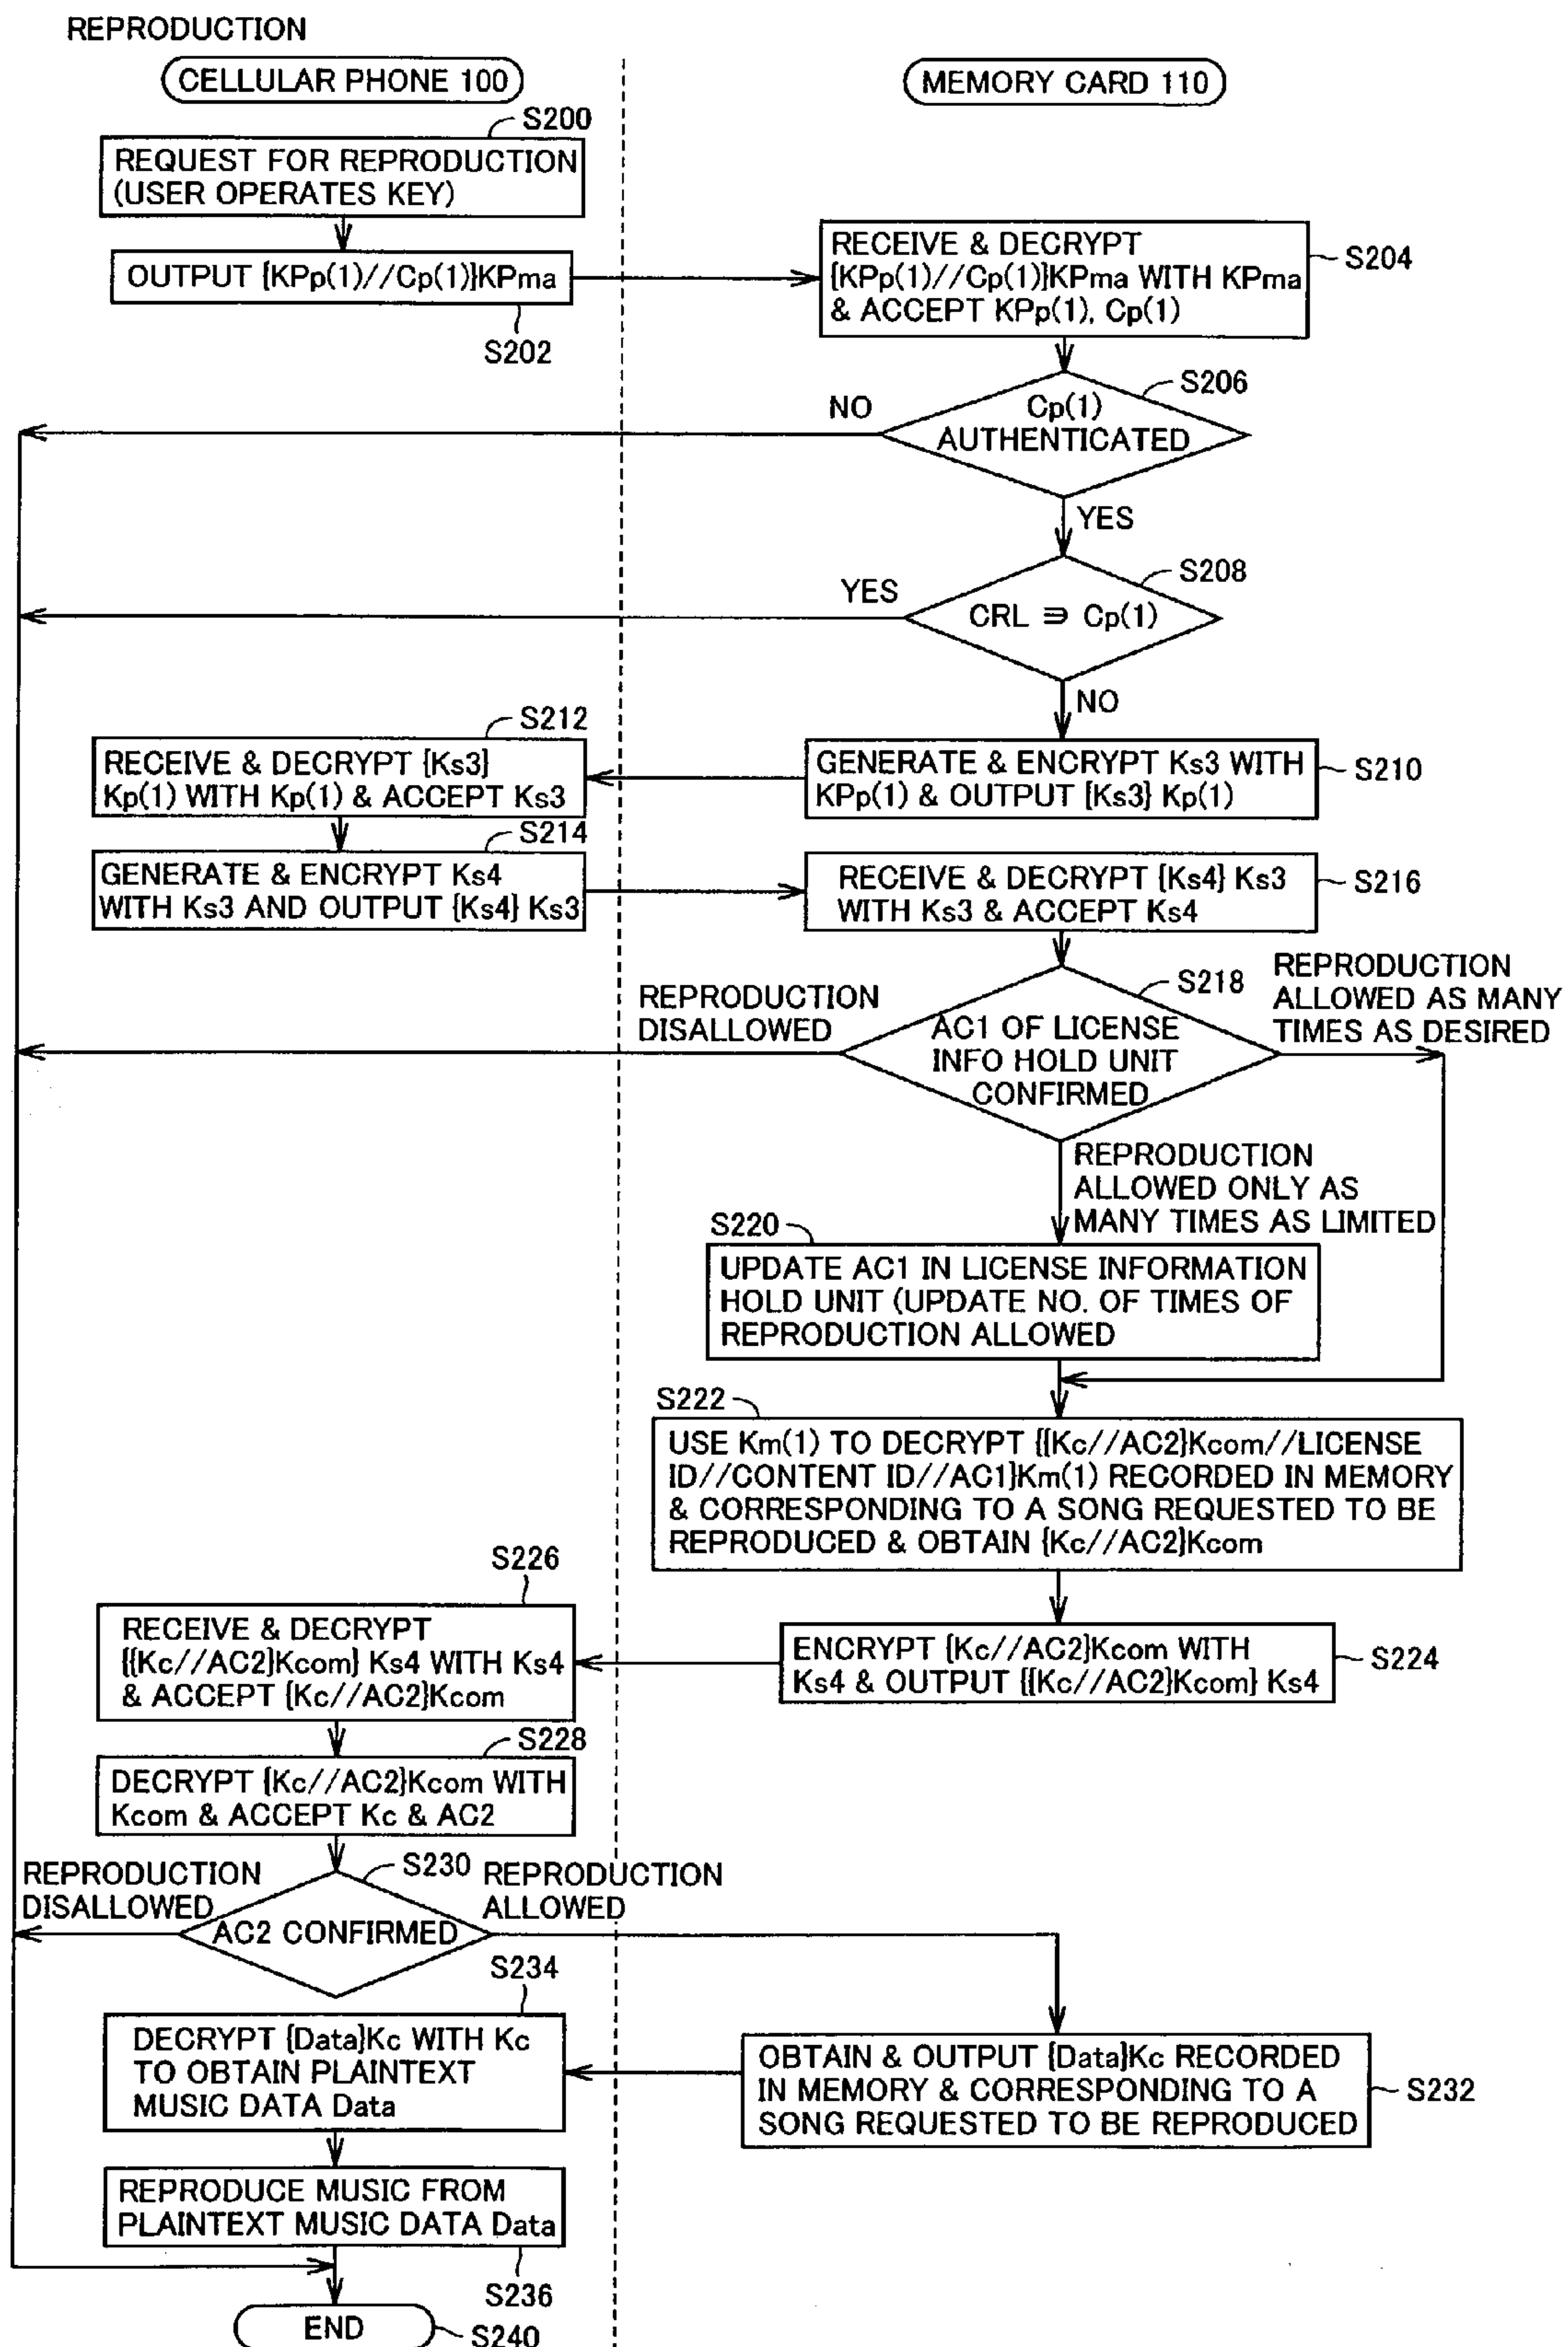 REPRODUCTION
CELLULAR PHONE 100
MEMORY CARD 110
S200
REQUEST FOR REPRODUCTION
(USER OPERATES KEY)
OUTPUT {KPp(1)//Cp(1)}KPma
S202
RECEIVE & DECRYPT
{KPp(1)//Cp(1)}KPma WITH KPma
& ACCEPT KPp(1), Cp(1)
S204
S206
Cp(1)
AUTHENTICATED
NO
YES
S208
CRL ∋ Cp(1)
YES
NO
GENERATE & ENCRYPT Ks3 WITH
KPp(1) & OUTPUT {Ks3} Kp(1)
S210
S212
RECEIVE & DECRYPT {Ks3}
Kp(1) WITH Kp(1) & ACCEPT Ks3
S214
GENERATE & ENCRYPT Ks4
WITH Ks3 AND OUTPUT {Ks4} Ks3
RECEIVE & DECRYPT {Ks4} Ks3
WITH Ks3 & ACCEPT Ks4
S216
S218
AC1 OF LICENSE
INFO HOLD UNIT
CONFIRMED
REPRODUCTION
DISALLOWED
REPRODUCTION
ALLOWED AS MANY
TIMES AS DESIRED
REPRODUCTION
ALLOWED ONLY AS
MANY TIMES AS LIMITED
S220
UPDATE AC1 IN LICENSE INFORMATION
HOLD UNIT (UPDATE NO. OF TIMES OF
REPRODUCTION ALLOWED
S222
USE Km(1) TO DECRYPT {{Kc//AC2}Kcom//LICENSE
ID//CONTENT ID//AC1}Km(1) RECORDED IN MEMORY
& CORRESPONDING TO A SONG REQUESTED TO BE
REPRODUCED & OBTAIN {Kc//AC2}Kcom
ENCRYPT {Kc//AC2}Kcom WITH
Ks4 & OUTPUT {{Kc//AC2}Kcom} Ks4
S224
S226
RECEIVE & DECRYPT
{{Kc//AC2}Kcom} Ks4 WITH Ks4
& ACCEPT {Kc//AC2}Kcom
S228
DECRYPT {Kc//AC2}Kcom WITH
Kcom & ACCEPT Kc & AC2
S230
AC2 CONFIRMED
REPRODUCTION
DISALLOWED
REPRODUCTION
ALLOWED
OBTAIN & OUTPUT {Data}Kc RECORDED
IN MEMORY & CORRESPONDING TO A
SONG REQUESTED TO BE REPRODUCED
S232
S234
DECRYPT {Data}Kc WITH Kc
TO OBTAIN PLAINTEXT
MUSIC DATA Data
REPRODUCE MUSIC FROM
PLAINTEXT MUSIC DATA Data
S236
END
S240